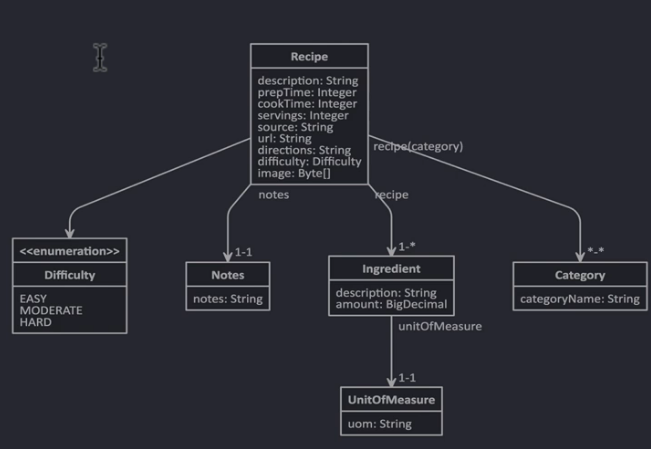 Recipe
description: String
prepTime: Integer
cookTime: Integer
servings: Integer
source: String
url: String
directions: String
difficulty: Difficulty
image: Byte[]
recipe(category)
notes
recipe
1-1
1-*
*-*
<<enumeration>>
Difficulty
EASY
MODERATE
HARD
Notes
notes: String
Ingredient
description: String
amount: BigDecimal
Category
categoryName: String
unitOfMeasure
1-1
UnitOfMeasure
uom: String